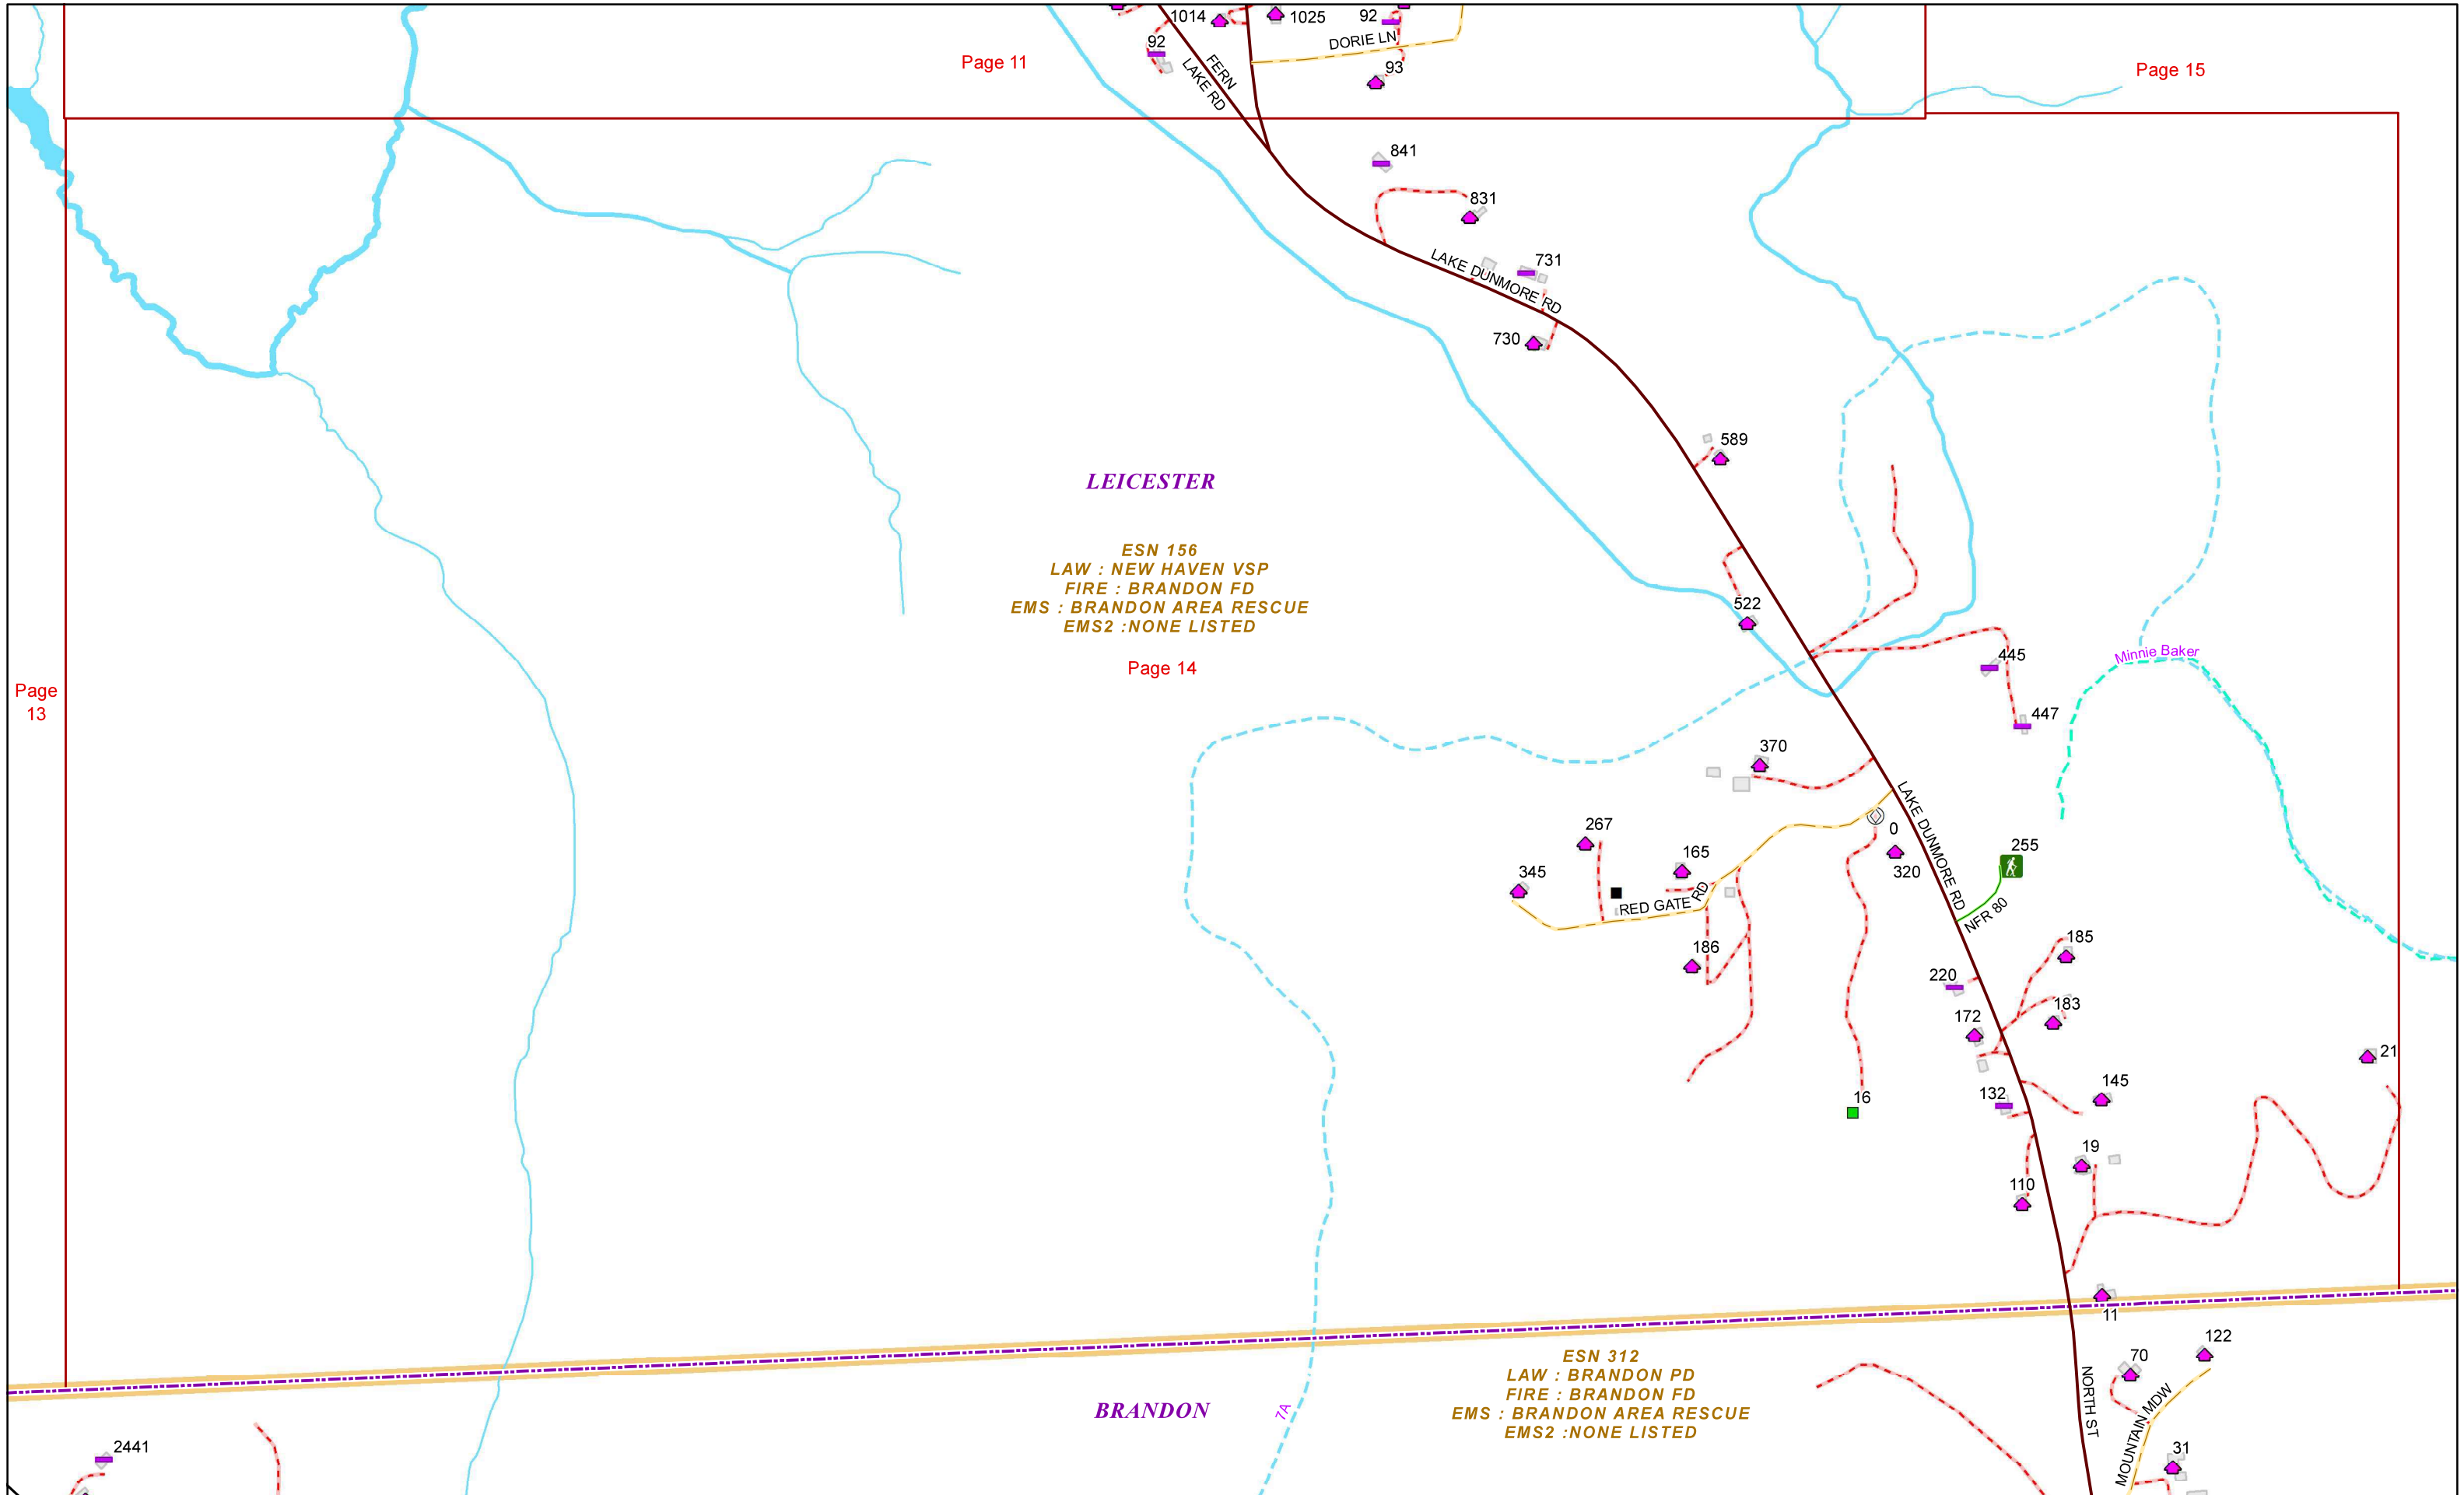 1014
1025
92
DORIE LN
92
Page 11
FERN
LAKE RD
93
Page 15
841
831
LAKE DUNMORE RD
731
730
589
LEICESTER
ESN 156
LAW : NEW HAVEN VSP
FIRE : BRANDON FD
EMS : BRANDON AREA RESCUE
EMS2 :NONE LISTED
Page 14
522
445
Minnie Baker
Page
13
447
370
LAKE DUNMORE RD
267
0
165
320
255
345
RED GATE RD
NFR 80
186
185
220
183
172
21
16
132
145
19
110
11
122
ESN 312
LAW : BRANDON PD
FIRE : BRANDON FD
EMS : BRANDON AREA RESCUE
EMS2 :NONE LISTED
70
BRANDON
7A
NORTH ST
MOUNTAIN MDW
2441
31